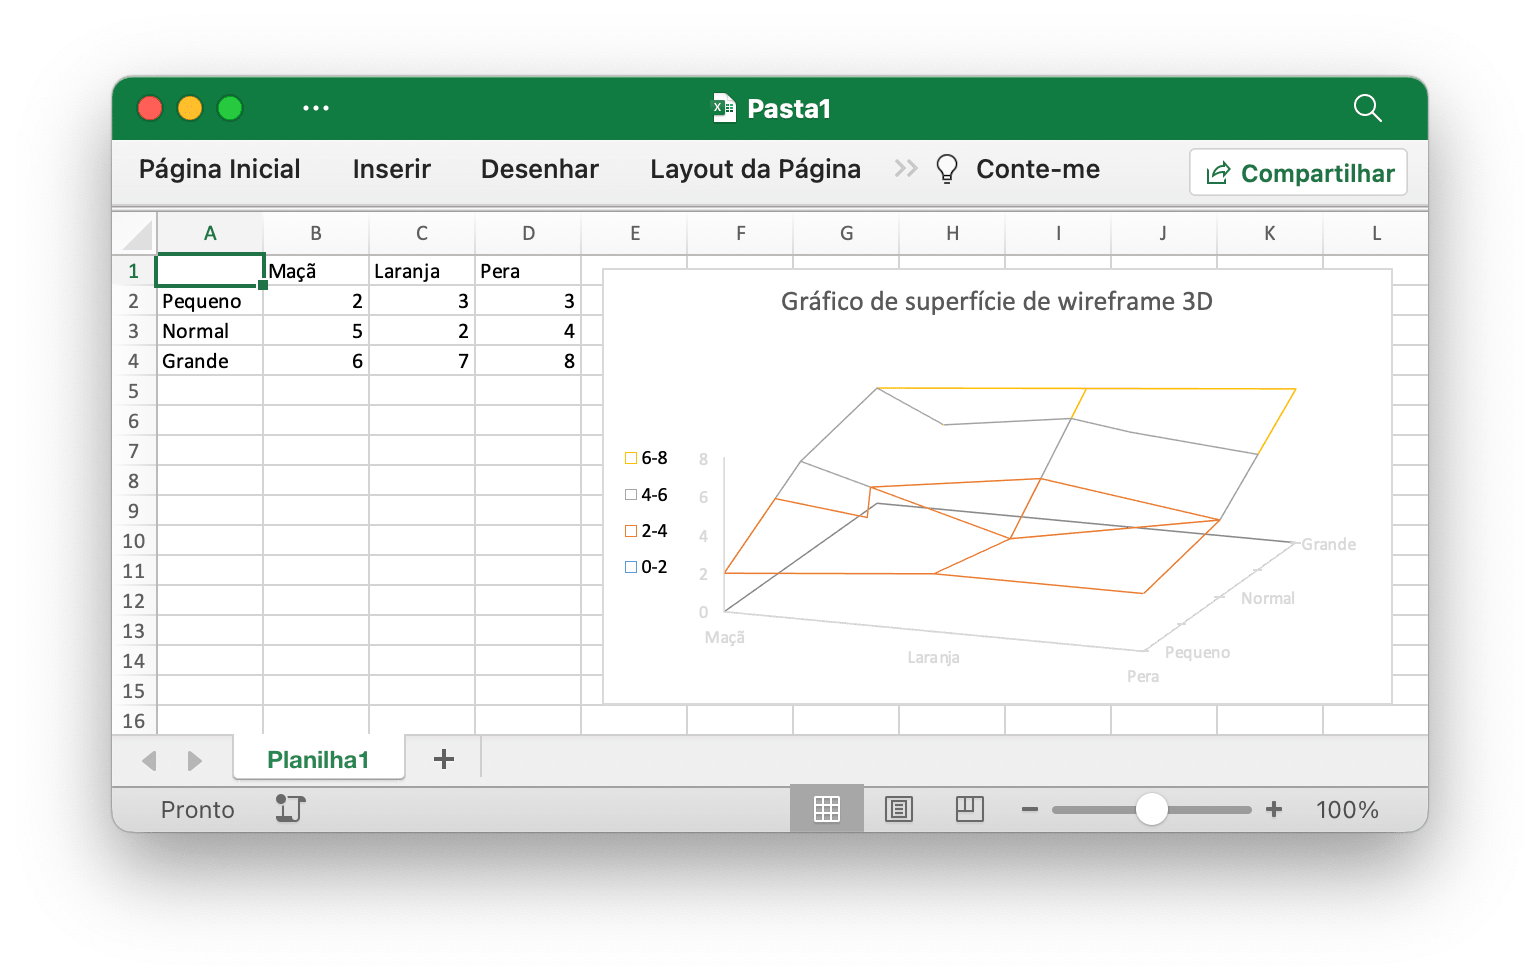 Pasta1
Página Inicial Inserir Desenhar Layout da Página Conte-me Compartilhar
A B C D E F G H I J K L
1 Maçã Laranja Pera
2 Pequeno 2 3 3
3 Normal 5 2 4
4 Grande 6 7 8
5
6
7
8
9
10
11
12
13
14
15
16
Gráfico de superfície de wireframe 3D
6-8
4-6
2-4
0-2
8
6
4
2
0
Maçã
Laranja
Pera
Pequeno
Normal
Grande
Planilha1
Pronto 100%